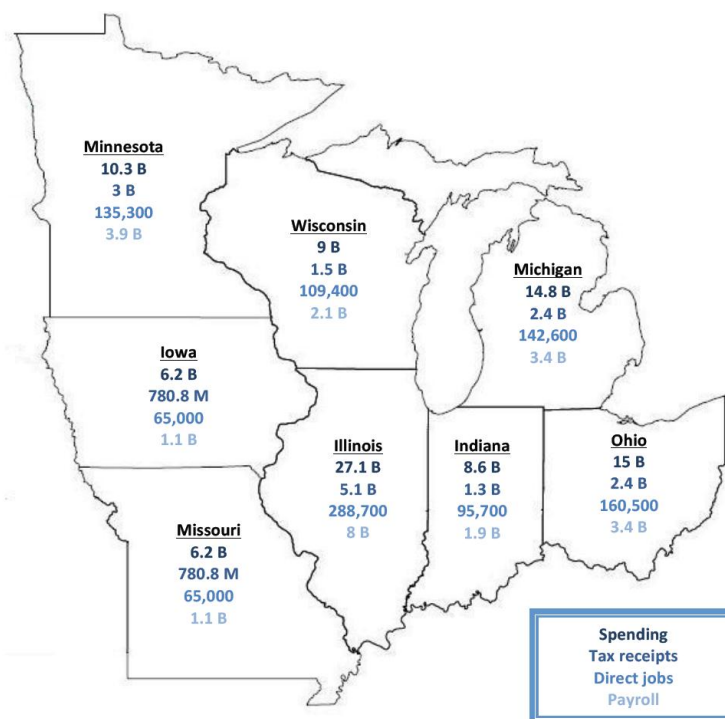 Minnesota
10.3 B
3 B
135,300
3.9 B
Wisconsin
9 B
1.5 B
109,400
2.1 B
Michigan
14.8 B
2.4 B
142,600
3.4 B
Iowa
6.2 B
780.8 M
65,000
1.1 B
Illinois
27.1 B
5.1 B
288,700
8 B
Indiana
8.6 B
1.3 B
95,700
1.9 B
Ohio
15 B
2.4 B
160,500
3.4 B
Missouri
6.2 B
780.8 M
65,000
1.1 B
Spending
Tax receipts
Direct jobs
Payroll